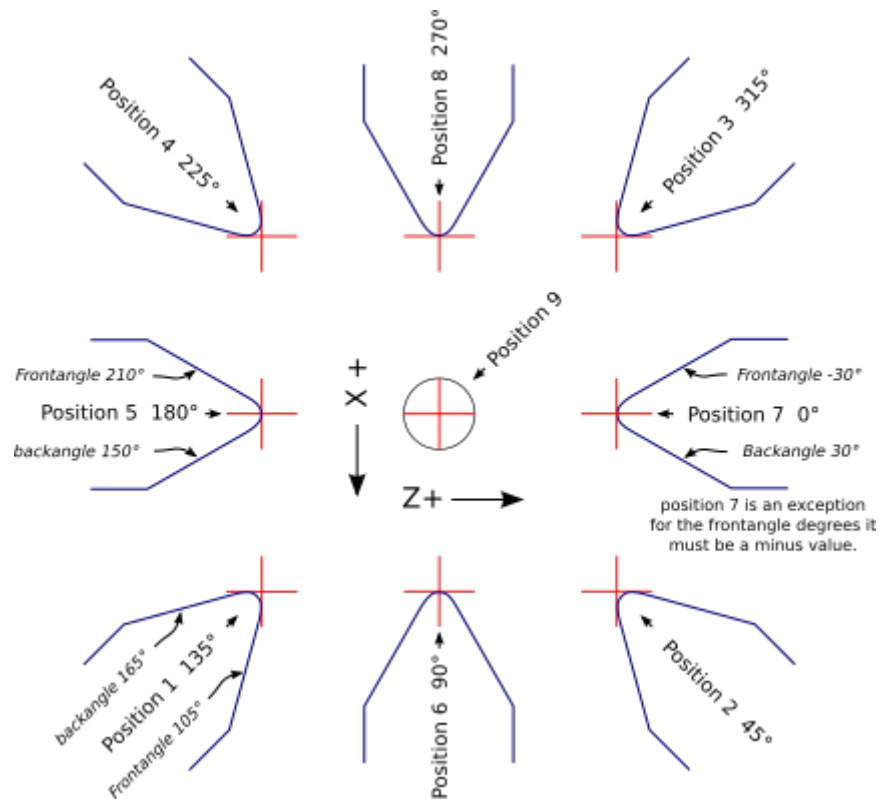 Position 4 225°
Position 8 270°
Position 3 315°
Position 9
Frontangle 210°
Position 5 180°
backangle 150°
X +
Z+
Frontangle -30°
Position 7 0°
Backangle 30°
position 7 is an exception
for the frontangle degrees it
must be a minus value.
backangle 165°
Position 1 135°
Frontangle 105°
Position 6 90°
Position 2 45°